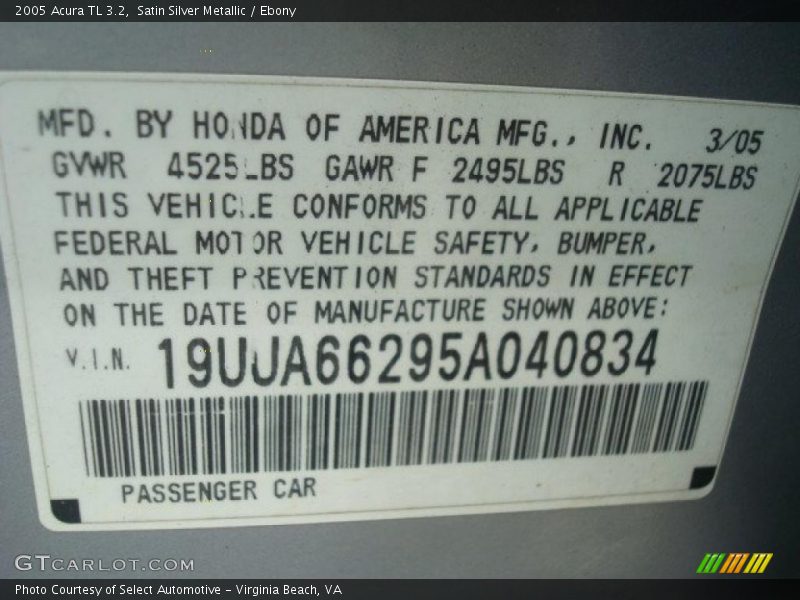 2005 Acura TL 3.2,  Satin Silver Metallic / Ebony
MFD. BY HONDA OF AMERICA MFG., INC. 3/05
GVWR 4525LBS GAWR F 2495LBS R 2075LBS
THIS VEHICLE CONFORMS TO ALL APPLICABLE
FEDERAL MOTOR VEHICLE SAFETY, BUMPER,
AND THEFT PREVENTION STANDARDS IN EFFECT
ON THE DATE OF MANUFACTURE SHOWN ABOVE:
V.I.N. 19UUA66295A040834
PASSENGER CAR
GTCARLOT.COM
Photo Courtesy of Select Automotive - Virginia Beach, VA